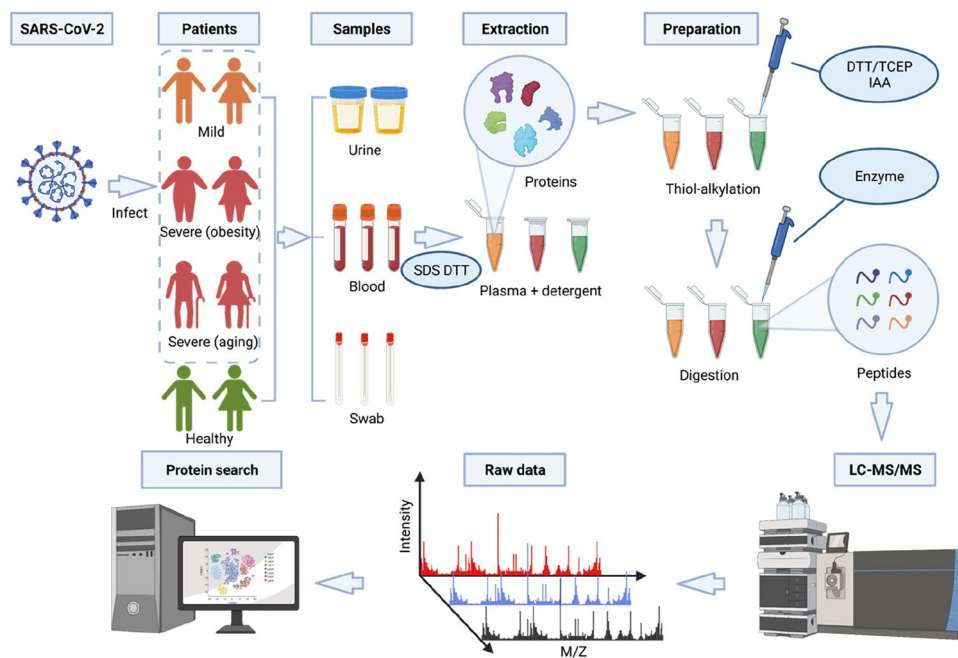 SARS-CoV-2
Patients
Samples
Extraction
Preparation
DTT/TCEP
IAA
Mild
Urine
Proteins
Thiol-alkylation
Infect
Severe (obesity)
Enzyme
Blood
SDS DTT
Plasma + detergent
Severe (aging)
Digestion
Peptides
Swab
Healthy
Protein search
Raw data
LC-MS/MS
Intensity
M/Z